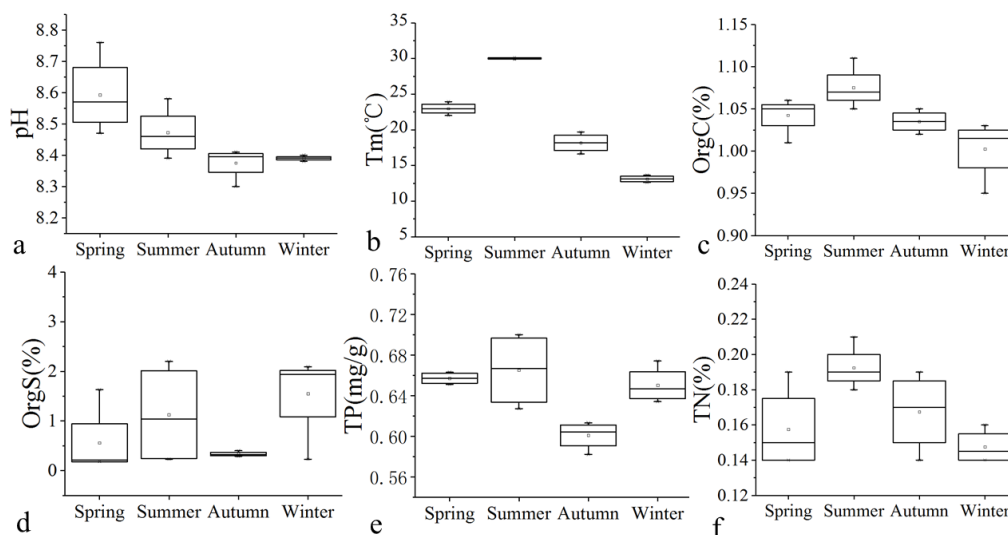 8.8
8.7
8.6
8.5
8.4
8.3
8.2
pH
Spring Summer Autumn Winter
a
35
30
25
20
15
10
5
Tm(℃)
Spring Summer Autumn Winter
b
1.15
1.10
1.05
1.00
0.95
0.90
OrgC(%)
Spring Summer Autumn Winter
c
4
3
2
1
0
OrgS(%)
Spring Summer Autumn Winter
d
0.76
0.72
0.68
0.64
0.60
0.56
TP(mg/g)
Spring Summer Autumn Winter
e
0.22
0.20
0.18
0.16
0.14
0.12
TN(%)
Spring Summer Autumn Winter
f